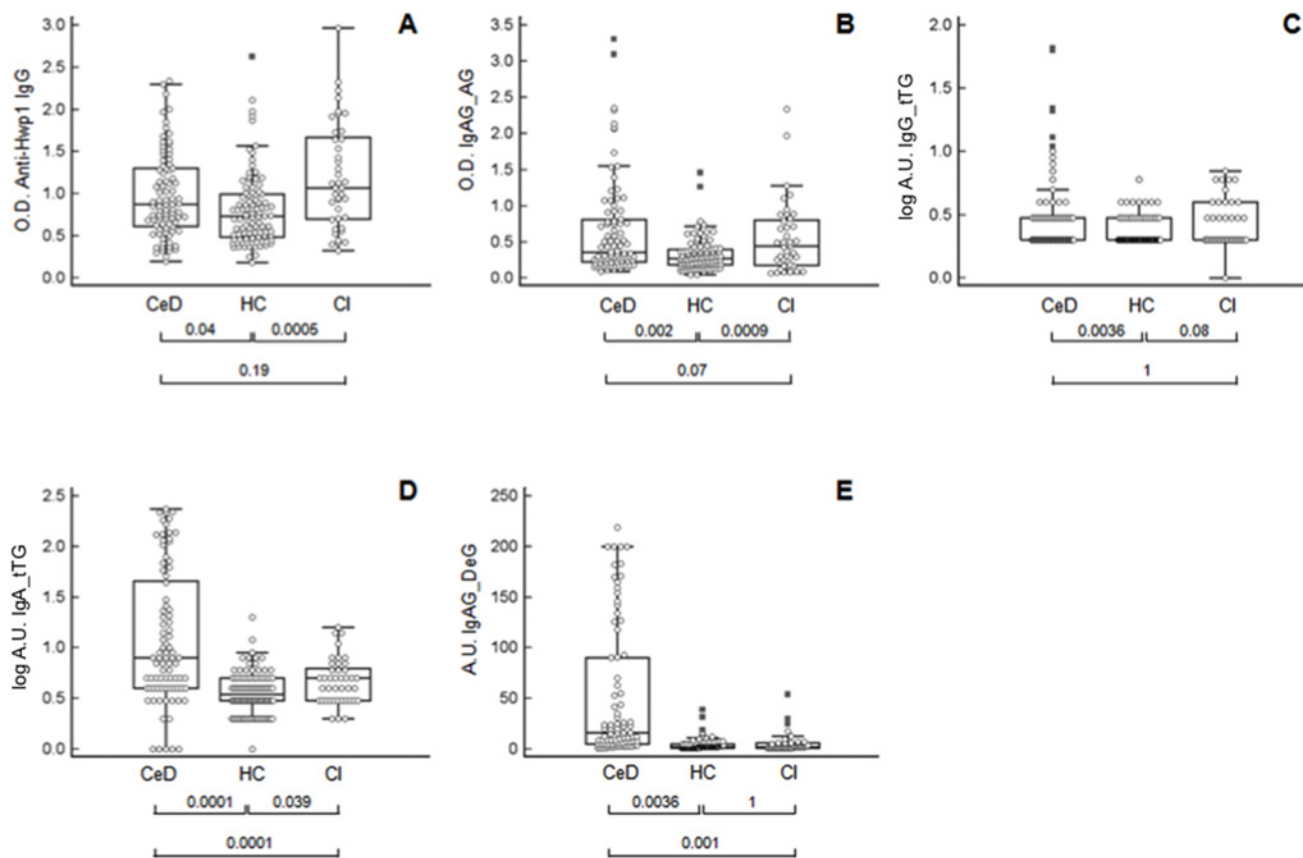 A
O.D. Anti-Hwp1 IgG
3.0
2.5
2.0
1.5
1.0
0.5
0.0
CeD HC CI
0.04 0.0005
0.19
B
O.D. IgAG_AG
3.5
3.0
2.5
2.0
1.5
1.0
0.5
0.0
CeD HC CI
0.002 0.0009
0.07
C
log A.U. IgG_tTG
2.0
1.5
1.0
0.5
0.0
CeD HC CI
0.0036 0.08
1
D
log A.U. IgA_tTG
2.5
2.0
1.5
1.0
0.5
0.0
CeD HC CI
0.0001 0.039
0.0001
E
A.U. IgAG_DeG
250
200
150
100
50
0
CeD HC CI
0.0036 1
0.001